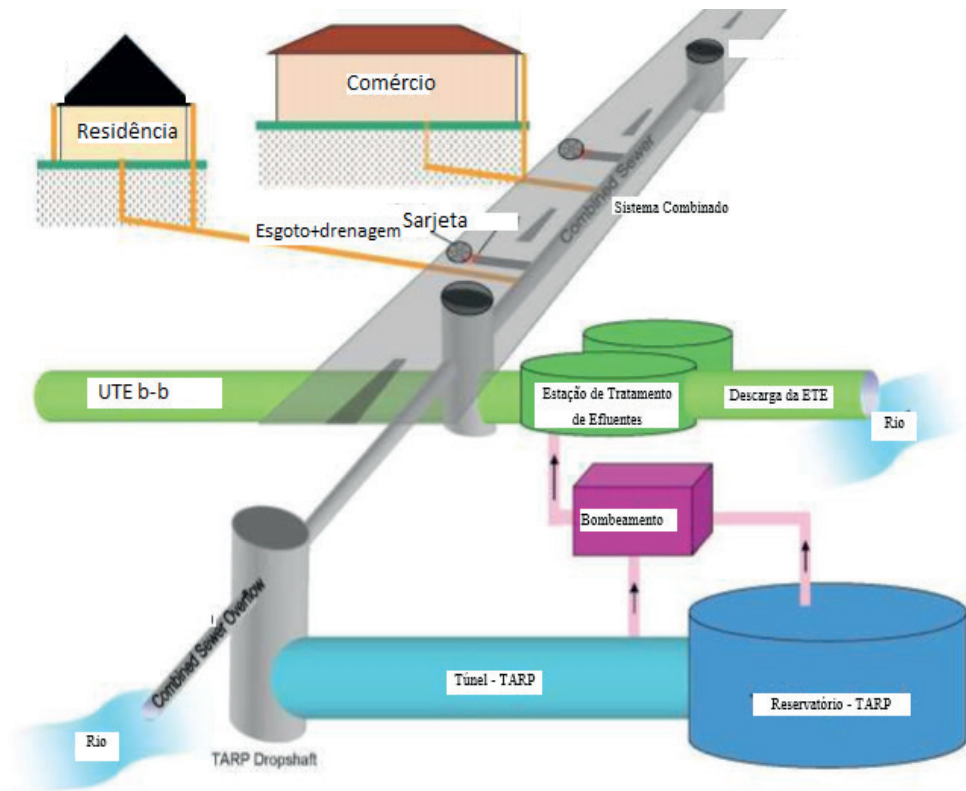 Comércio
Residência
Combined Sewer
Sistema Combinado
Sarjeta
Esgoto+drenagem
UTE b-b
Estação de Tratamento
de Efluentes
Descarga da ETE
Rio
Bombeamento
Combined Sewer Overflow
Túnel - TARP
Reservatório - TARP
Rio
TARP Dropshaft